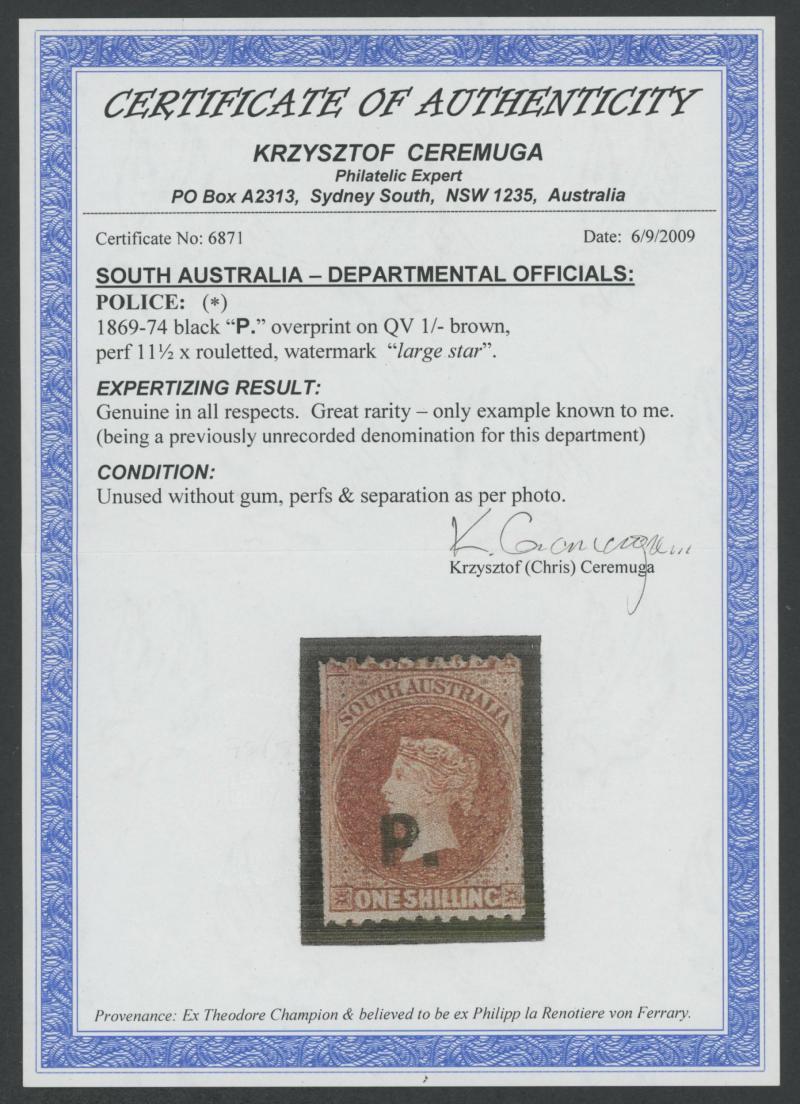 CERTIFICATE OF AUTHENTICITY
KRZYSZTOF CEREMUGA
Philatelic Expert
PO Box A2313, Sydney South, NSW 1235, Australia
Certificate No: 6871 Date: 6/9/2009
SOUTH AUSTRALIA – DEPARTMENTAL OFFICIALS:
POLICE: (*)
1869-74 black “P.” overprint on QV 1/- brown,
perf 11½ x rouletted, watermark “large star”.
EXPERTIZING RESULT:
Genuine in all respects. Great rarity – only example known to me.
(being a previously unrecorded denomination for this department)
CONDITION:
Unused without gum, perfs & separation as per photo.
K. Ceremuga
Krzysztof (Chris) Ceremuga
POSTAGE
SOUTH AUSTRALIA
P.
ONE SHILLING
Provenance: Ex Theodore Champion & believed to be ex Philipp la Renotiere von Ferrary.